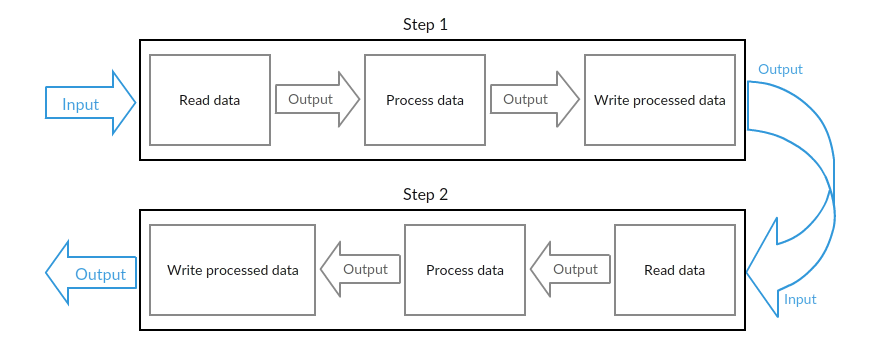 Step 1
Output
Input
Read data
Output
Process data
Output
Write processed data
Step 2
Output
Write processed data
Output
Process data
Output
Read data
Input